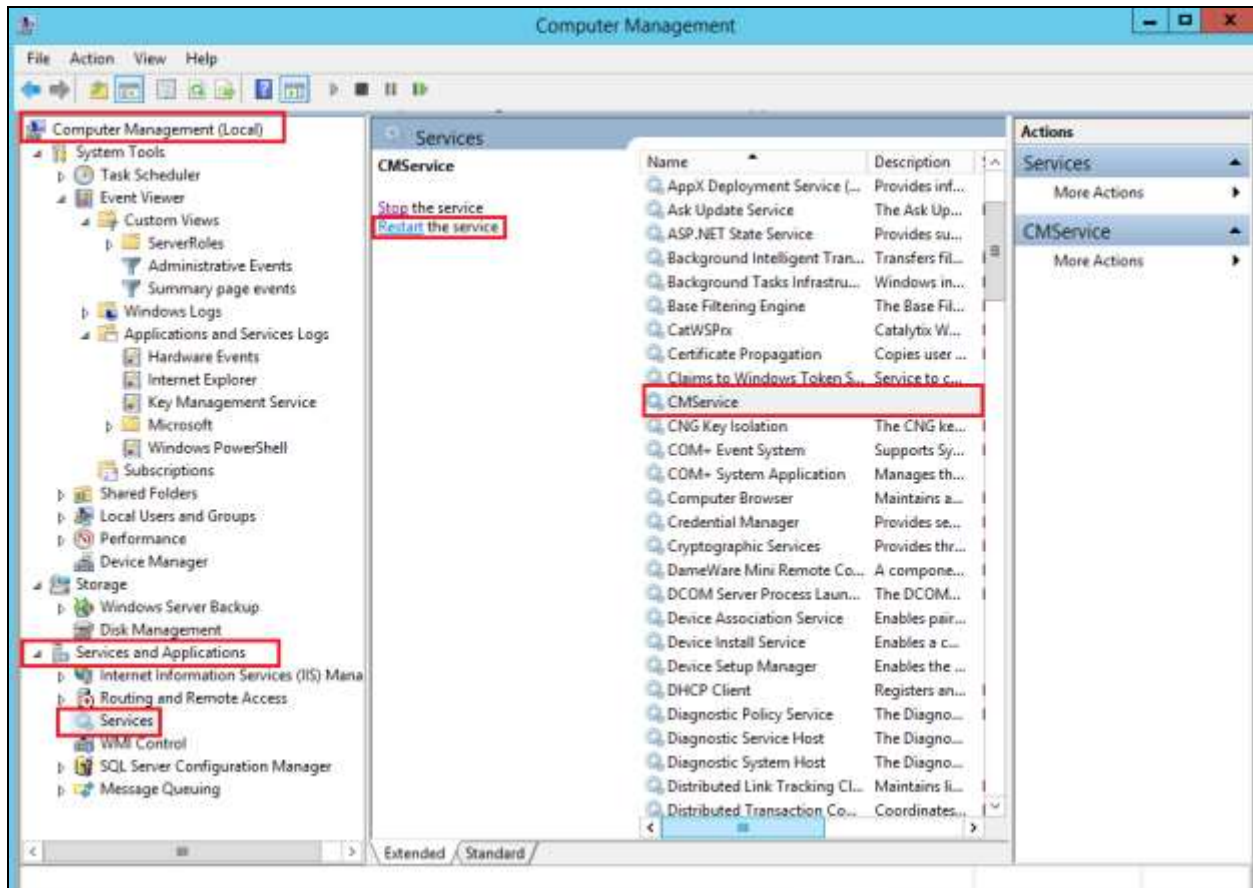 Computer Management
File Action View Help
Computer Management (Local)
System Tools
Task Scheduler
Event Viewer
Custom Views
ServerRoles
Administrative Events
Summary page events
Windows Logs
Applications and Services Logs
Hardware Events
Internet Explorer
Key Management Service
Microsoft
Windows PowerShell
Subscriptions
Shared Folders
Local Users and Groups
Performance
Device Manager
Storage
Windows Server Backup
Disk Management
Services and Applications
Internet Information Services (IIS) Mana
Routing and Remote Access
Services
WMI Control
SQL Server Configuration Manager
Message Queuing
Services
CMService
Stop the service
Restart the service
Name Description
AppX Deployment Service (... Provides inf...
Ask Update Service The Ask Up...
ASP.NET State Service Provides su...
Background Intelligent Tran... Transfers fil...
Background Tasks Infrastru... Windows in...
Base Filtering Engine The Base Fil...
CatWSPrx Catalytix W...
Certificate Propagation Copies user ...
Claims to Windows Token S... Service to c...
CMService
CNG Key Isolation The CNG ke...
COM+ Event System Supports Sy...
COM+ System Application Manages th...
Computer Browser Maintains a...
Credential Manager Provides se...
Cryptographic Services Provides thr...
DameWare Mini Remote Co... A compone...
DCOM Server Process Laun... The DCOM...
Device Association Service Enables pair...
Device Install Service Enables a c...
Device Setup Manager Enables the ...
DHCP Client Registers an...
Diagnostic Policy Service The Diagno...
Diagnostic Service Host The Diagno...
Diagnostic System Host The Diagno...
Distributed Link Tracking Cl... Maintains li...
Distributed Transaction Co... Coordinates...
Extended Standard
Actions
Services
More Actions
CMService
More Actions